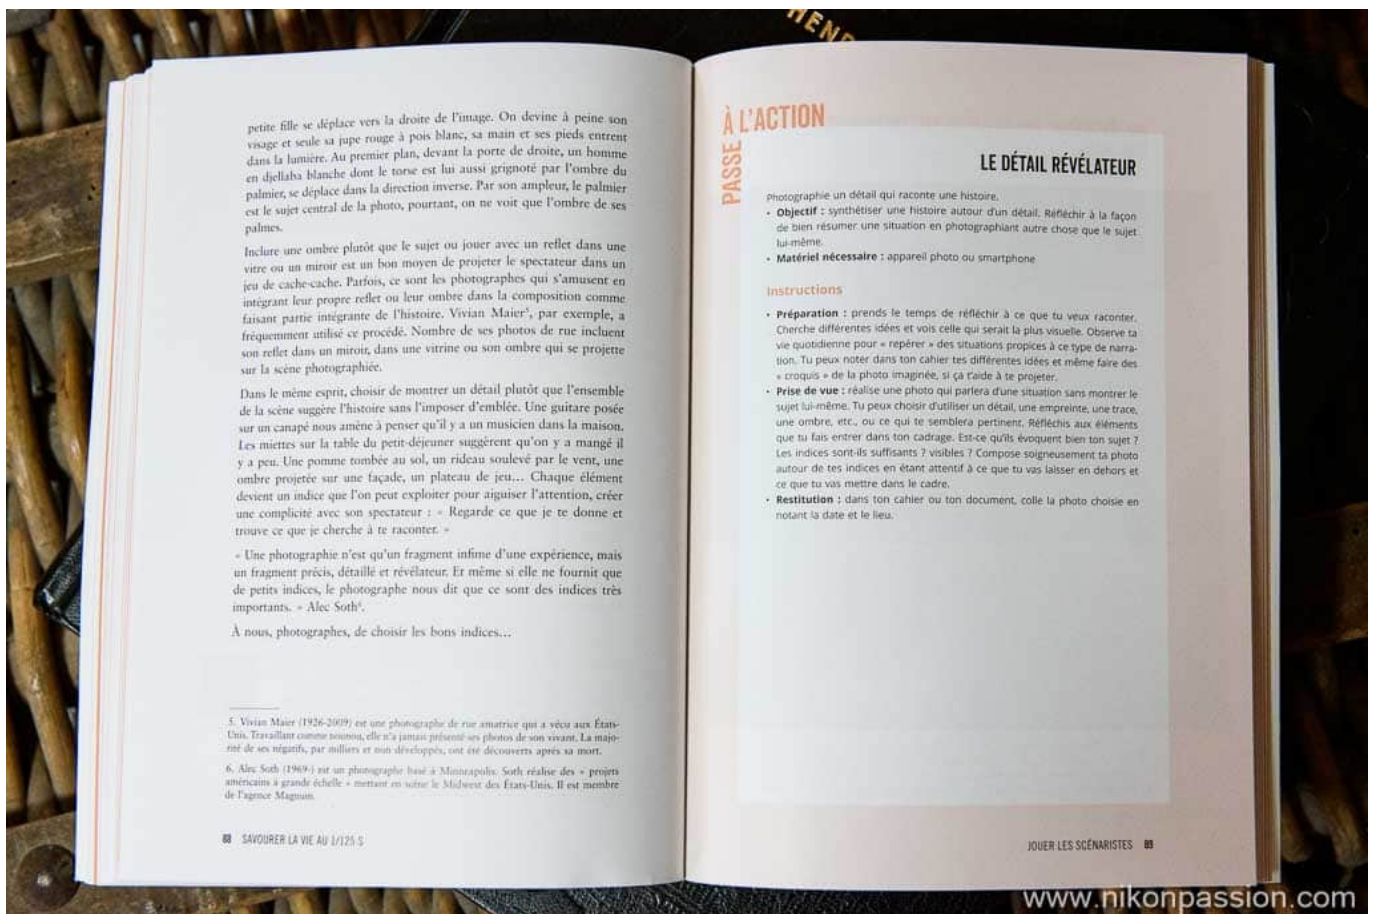 HEND
petite fille se déplace vers la droite de l'image. On devine à peine son
visage et seule sa jupe rouge à pois blanc, sa main et ses pieds entrent
dans la lumière. Au premier plan, devant la porte de droite, un homme
en djellaba blanche dont le torse est lui aussi grignoté par l'ombre du
palmier, se déplace dans la direction inverse. Par son ampleur, le palmier
est le sujet central de la photo, pourtant, on ne voit que l'ombre de ses
palmes.
Inclure une ombre plutôt que le sujet ou jouer avec un reflet dans une
vitre ou un miroir est un bon moyen de projeter le spectateur dans un
jeu de cache-cache. Parfois, ce sont les photographes qui s'amusent en
intégrant leur propre reflet ou leur ombre dans la composition comme
faisant partie intégrante de l'histoire. Vivian Maier⁵, par exemple, a
fréquemment utilisé ce procédé. Nombre de ses photos de rue incluent
son reflet dans un miroir, dans une vitrine ou son ombre qui se projette
sur la scène photographiée.
Dans le même esprit, choisir de montrer un détail plutôt que l'ensemble
de la scène suggère l'histoire sans l'imposer d'emblée. Une guitare posée
sur un canapé nous amène à penser qu'il y a un musicien dans la maison.
Les miettes sur la table du petit-déjeuner suggèrent qu'on y a mangé il
y a peu. Une pomme tombée au sol, un rideau soulevé par le vent, une
ombre projetée sur une façade, un plateau de jeu... Chaque élément
devient un indice que l'on peut exploiter pour aiguiser l'attention, créer
une complicité avec son spectateur : « Regarde ce que je te donne et
trouve ce que je cherche à te raconter. »
« Une photographie n'est qu'un fragment infime d'une expérience, mais
un fragment précis, détaillé et révélateur. Et même si elle ne fournit que
de petits indices, le photographe nous dit que ce sont des indices très
importants. » Alec Soth⁶.
À nous, photographes, de choisir les bons indices...
5. Vivian Maier (1926-2009) est une photographe de rue amatrice qui a vécu aux États-
Unis. Travaillant comme nounou, elle n'a jamais présenté ses photos de son vivant. La majo-
rité de ses négatifs, par milliers et non développés, ont été découverts après sa mort.
6. Alec Soth (1969-) est un photographe basé à Minneapolis. Soth réalise des « projets
américains à grande échelle » mettant en scène le Midwest des États-Unis. Il est membre
de l'agence Magnum.
88 SAVOURER LA VIE AU 1/125 S
PASSE À L'ACTION
LE DÉTAIL RÉVÉLATEUR
Photographie un détail qui raconte une histoire.
• Objectif : synthétiser une histoire autour d'un détail. Réfléchir à la façon
de bien résumer une situation en photographiant autre chose que le sujet
lui-même.
• Matériel nécessaire : appareil photo ou smartphone
Instructions
• Préparation : prends le temps de réfléchir à ce que tu veux raconter.
Cherche différentes idées et vois celle qui serait la plus visuelle. Observe ta
vie quotidienne pour « repérer » des situations propices à ce type de narra-
tion. Tu peux noter dans ton cahier tes différentes idées et même faire des
« croquis » de la photo imaginée, si ça t'aide à te projeter.
• Prise de vue : réalise une photo qui parlera d'une situation sans montrer le
sujet lui-même. Tu peux choisir d'utiliser un détail, une empreinte, une trace,
une ombre, etc., ou ce qui te semblera pertinent. Réfléchis aux éléments
que tu fais entrer dans ton cadrage. Est-ce qu'ils évoquent bien ton sujet ?
Les indices sont-ils suffisants ? visibles ? Compose soigneusement ta photo
autour de tes indices en étant attentif à ce que tu vas laisser en dehors et
ce que tu vas mettre dans le cadre.
• Restitution : dans ton cahier ou ton document, colle la photo choisie en
notant la date et le lieu.
JOUER LES SCÉNARISTES 89
www.nikonpassion.com